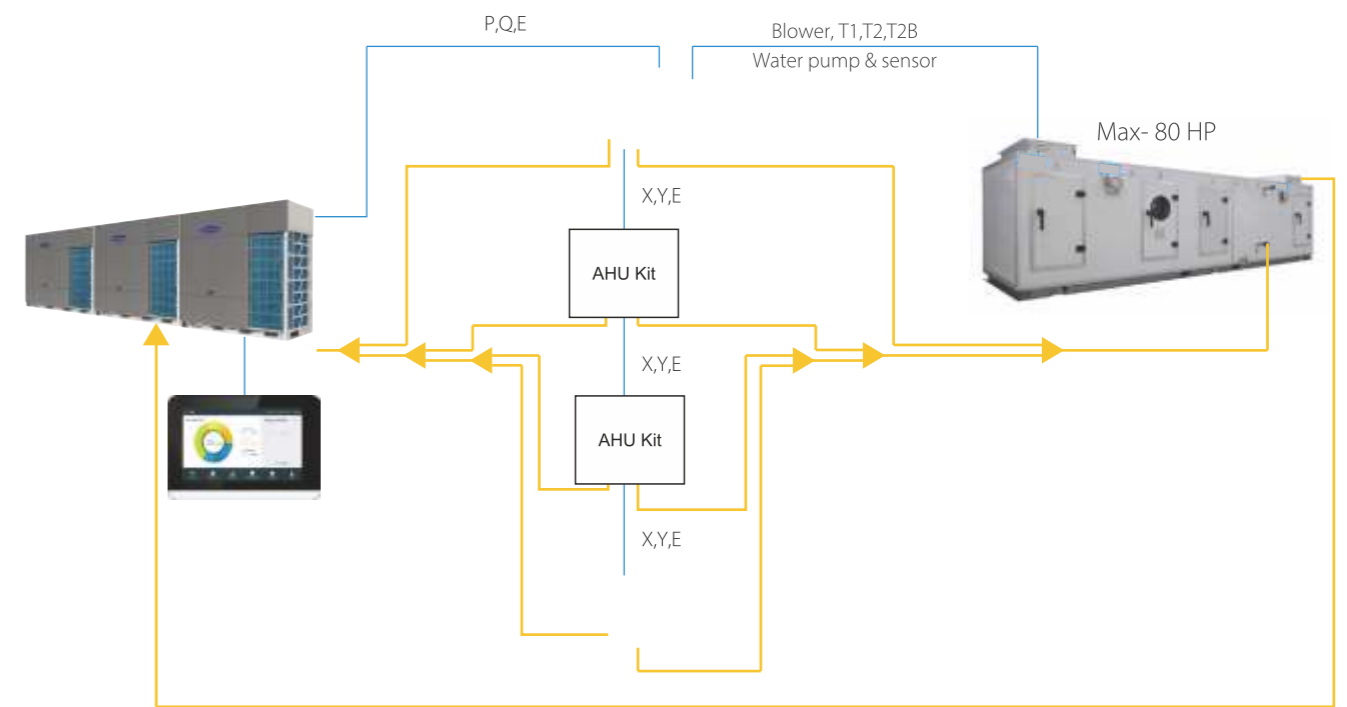 P,Q,E
Blower, T1,T2,T2B
Water pump & sensor
Max- 80 HP
X,Y,E
AHU Kit
X,Y,E
AHU Kit
X,Y,E